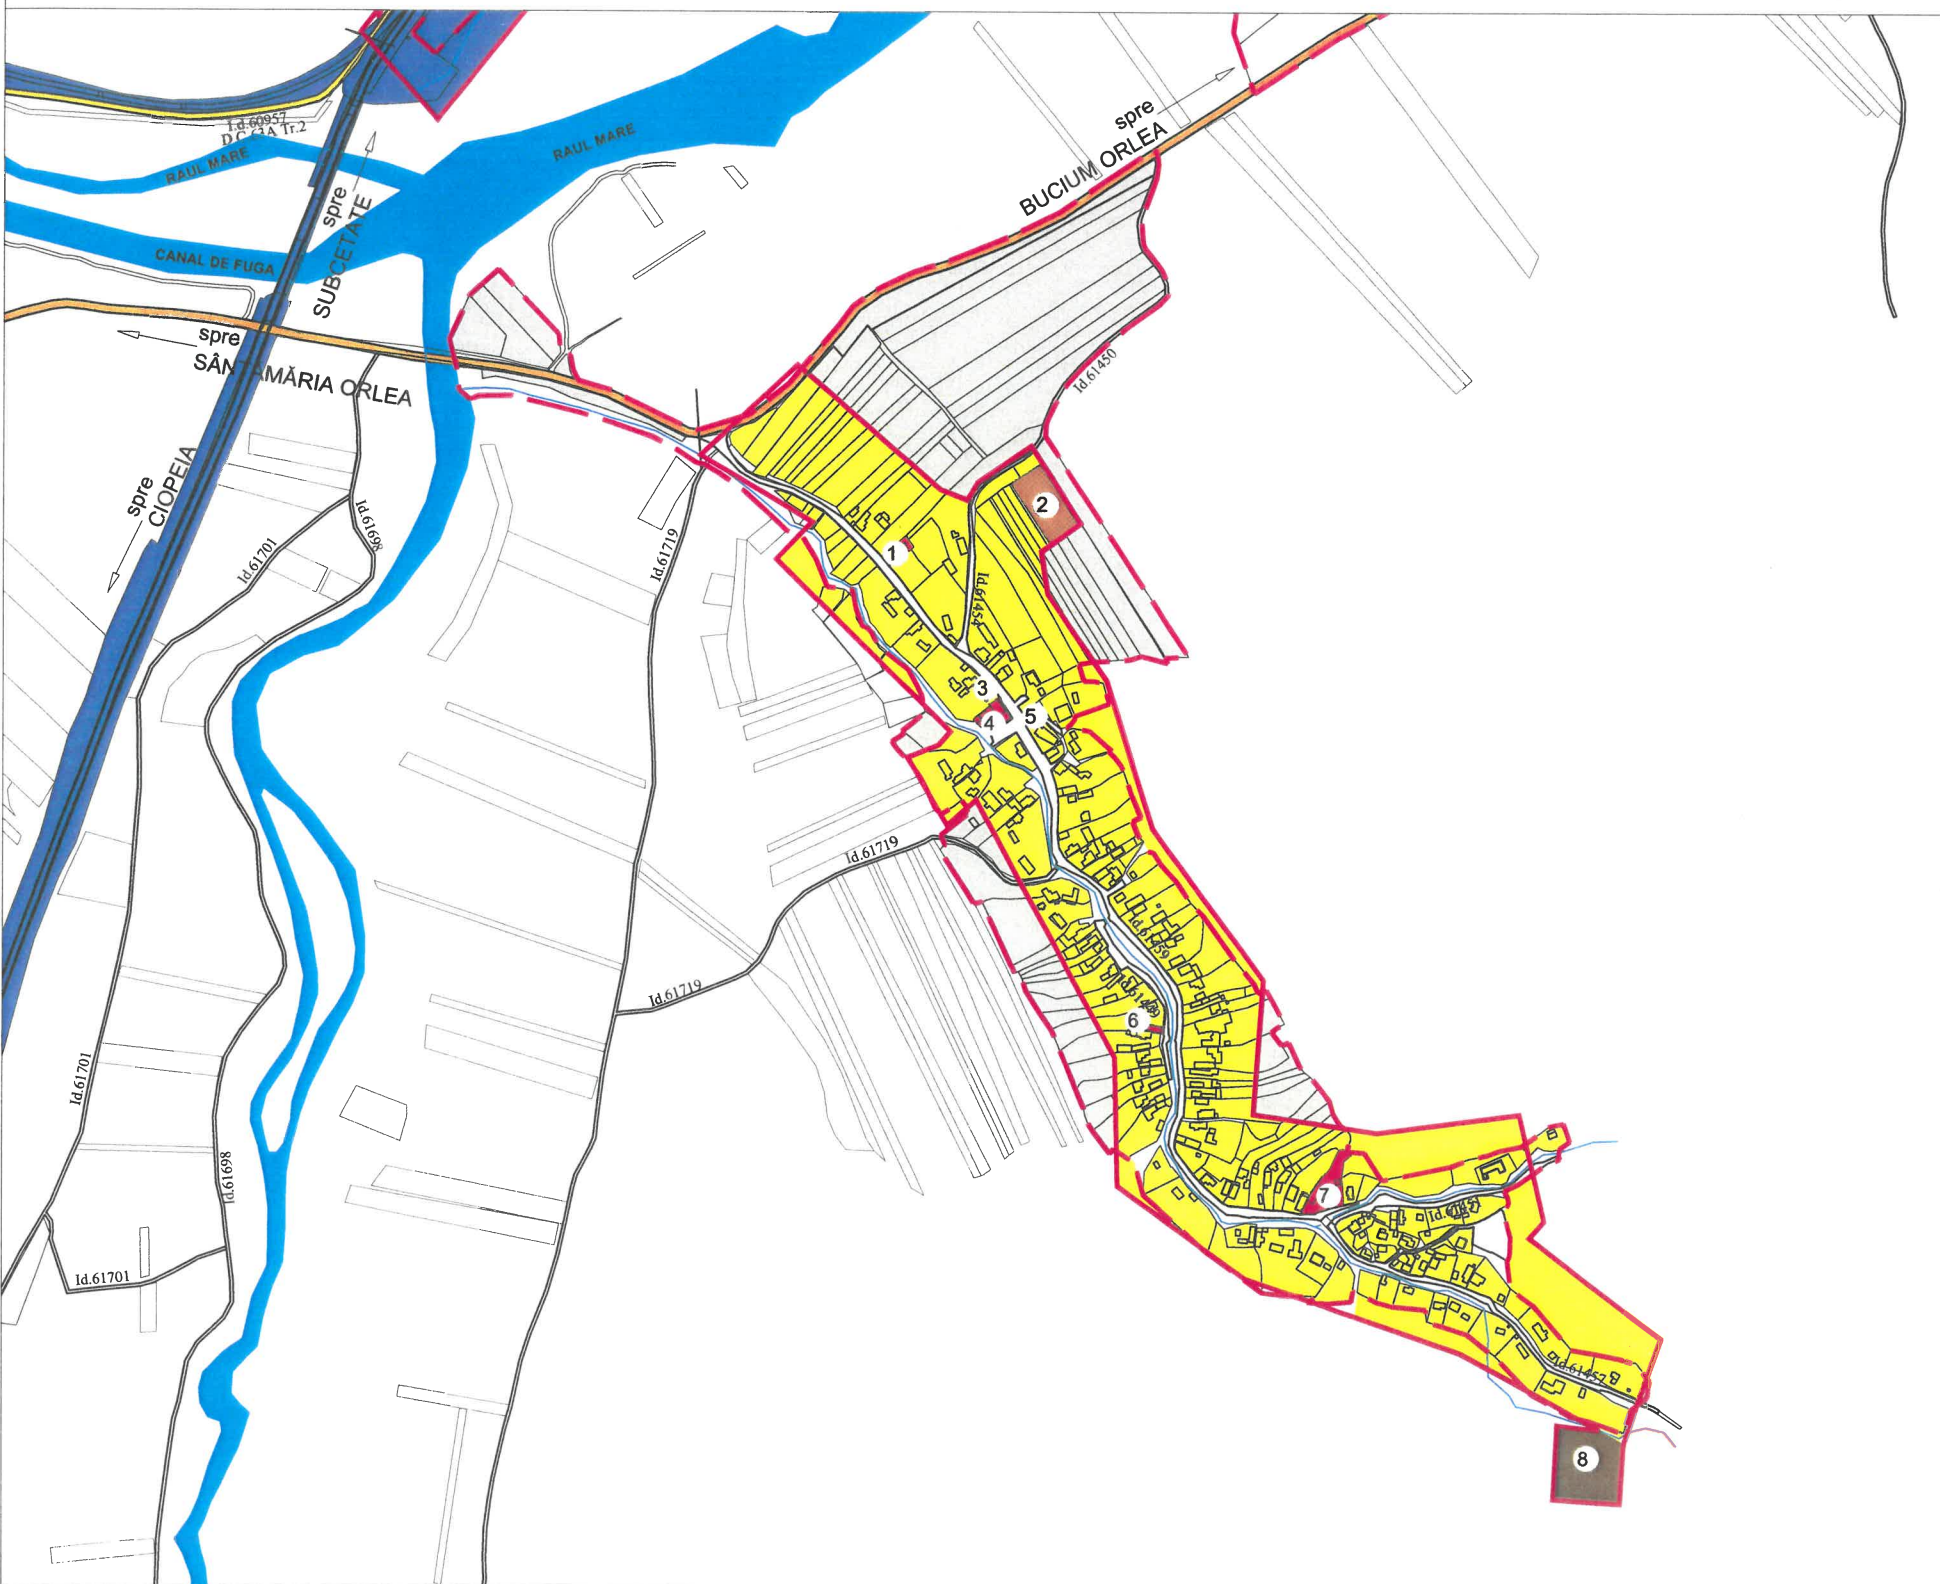 I.d.60957
D.C.63A Tr.2
RAUL MARE
RAUL MARE
spre
BUCIUM ORLEA
spre
SUBCETATE
CANAL DE FUGA
spre
SÂNTAMĂRIA ORLEA
spre
CIOPEIA
Id.61450
Id.61698
Id.61701
Id.61719
2
1
Id.61454
3
4
5
Id.61719
Id.61459
Id.61719
6
Id.61701
Id.61698
7
Id.61701
Id.61457
8